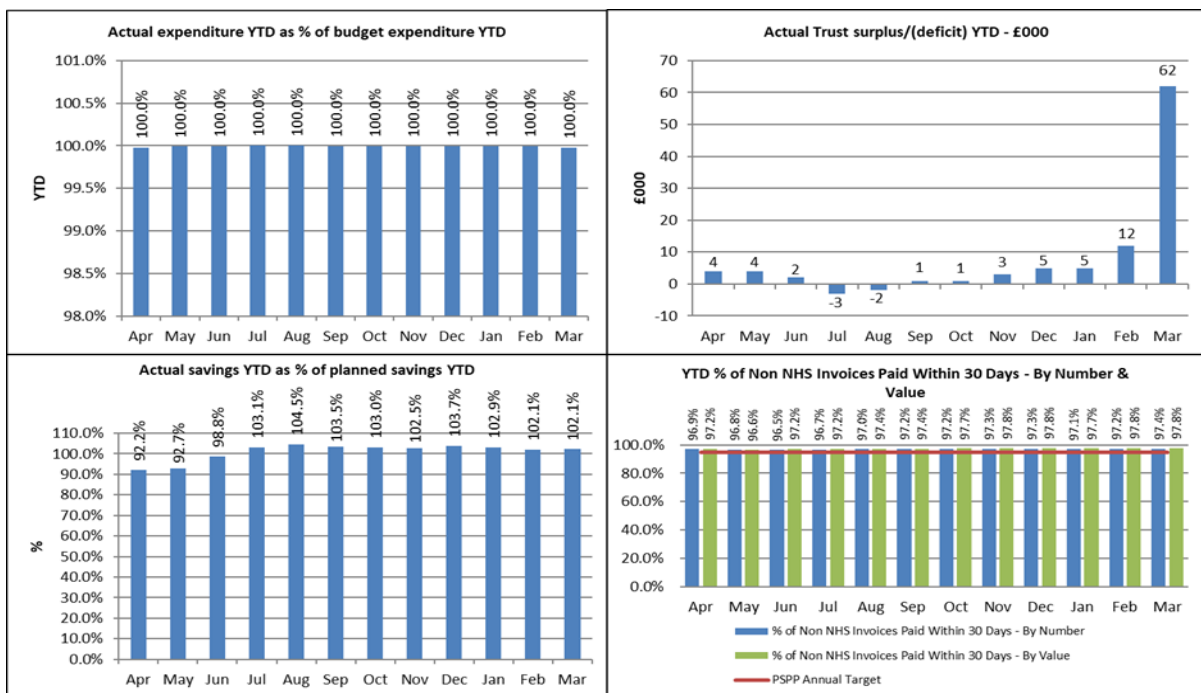 Actual expenditure YTD as % of budget expenditure YTD
101.0%
100.5%
100.0%
99.5%
99.0%
98.5%
98.0%
YTD
100.0% 100.0% 100.0% 100.0% 100.0% 100.0% 100.0% 100.0% 100.0% 100.0% 100.0% 100.0%
Apr May Jun Jul Aug Sep Oct Nov Dec Jan Feb Mar
Actual Trust surplus/(deficit) YTD - £000
70
60
50
40
30
20
10
0
-10
£000
4 4 2 -3 -2 1 1 3 5 5 12 62
Apr May Jun Jul Aug Sep Oct Nov Dec Jan Feb Mar
Actual savings YTD as % of planned savings YTD
110.0%
100.0%
90.0%
80.0%
70.0%
60.0%
50.0%
40.0%
30.0%
20.0%
10.0%
0.0%
%
92.2% 92.7% 98.8% 103.1% 104.5% 103.5% 103.0% 102.5% 103.7% 102.9% 102.1% 102.1%
Apr May Jun Jul Aug Sep Oct Nov Dec Jan Feb Mar
YTD % of Non NHS Invoices Paid Within 30 Days - By Number &
Value
96.9% 97.2% 96.8% 96.6% 96.5% 97.2% 96.7% 97.2% 97.0% 97.4% 97.2% 97.4% 97.2% 97.7% 97.3% 97.8% 97.3% 97.8% 97.1% 97.7% 97.2% 97.8% 97.4% 97.8%
100.0%
80.0%
60.0%
40.0%
20.0%
0.0%
Apr May Jun Jul Aug Sep Oct Nov Dec Jan Feb Mar
% of Non NHS Invoices Paid Within 30 Days - By Number
% of Non NHS Invoices Paid Within 30 Days - By Value
PSPP Annual Target